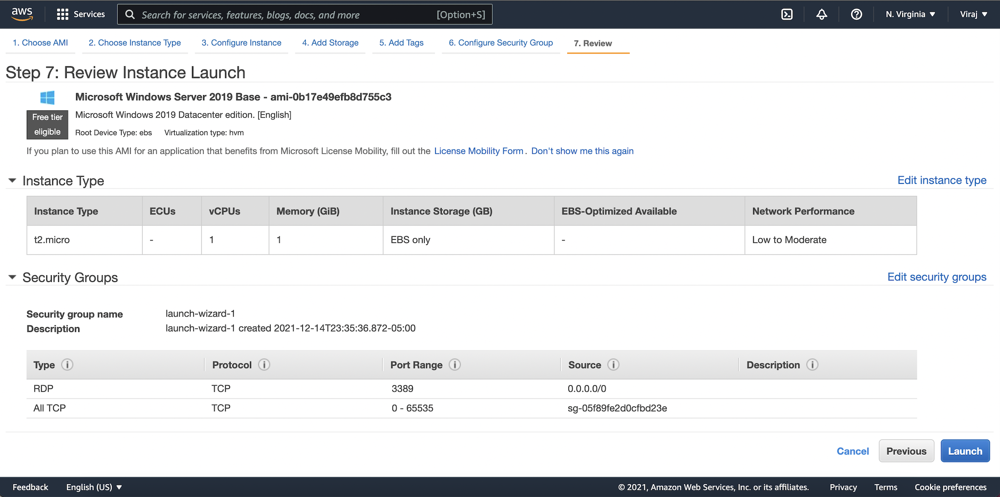 aws Services Search for services, features, blogs, docs, and more [Option+S] N. Virginia Viraj
1. Choose AMI 2. Choose Instance Type 3. Configure Instance 4. Add Storage 5. Add Tags 6. Configure Security Group 7. Review
Step 7: Review Instance Launch
Microsoft Windows Server 2019 Base - ami-0b17e49efb8d755c3
Free tier eligible
Microsoft Windows 2019 Datacenter edition. [English]
Root Device Type: ebs Virtualization type: hvm
If you plan to use this AMI for an application that benefits from Microsoft License Mobility, fill out the License Mobility Form. Don't show me this again
Instance Type Edit instance type
Instance Type ECUs vCPUs Memory (GiB) Instance Storage (GB) EBS-Optimized Available Network Performance
t2.micro - 1 1 EBS only - Low to Moderate
Security Groups Edit security groups
Security group name launch-wizard-1
Description launch-wizard-1 created 2021-12-14T23:35:36.872-05:00
Type Protocol Port Range Source Description
RDP TCP 3389 0.0.0.0/0
All TCP TCP 0 - 65535 sg-05f89fe2d0cfbd23e
Cancel Previous Launch
Feedback English (US) © 2021, Amazon Web Services, Inc. or its affiliates. Privacy Terms Cookie preferences